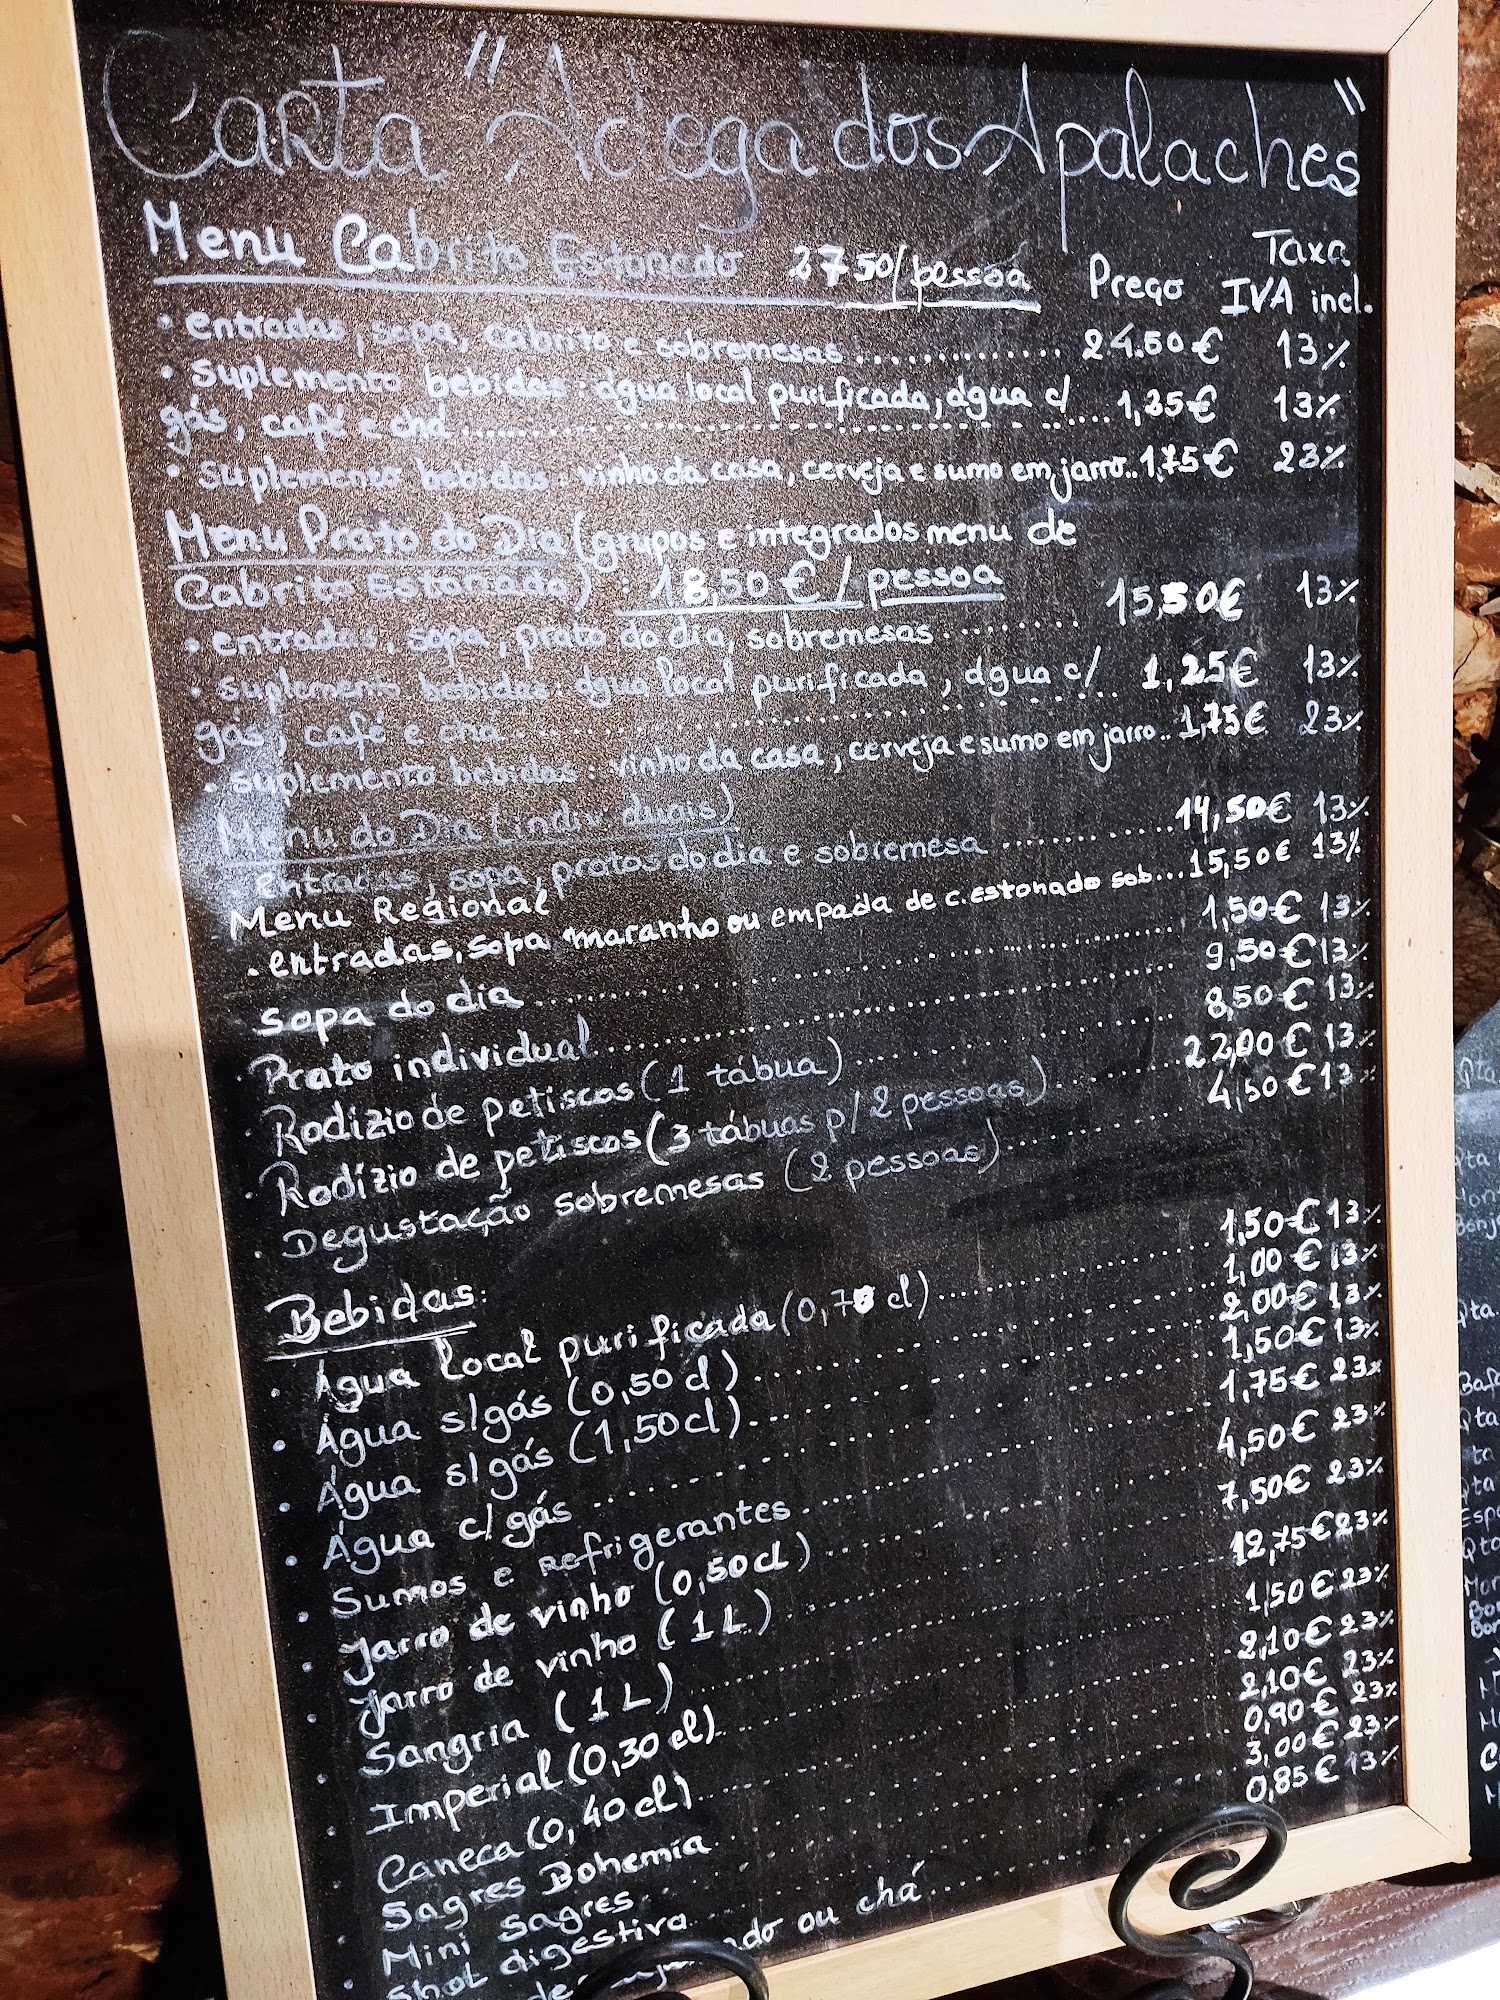 Carta "Adega dos Apalaches"
Menu Cabrito Estonado 27.50/pessoa Preço Taxa IVA incl.
• entradas, sopa, cabrito e sobremesas .............. 24.50€ 13%
• suplemento bebidas: água local purificada, água c/
gás, café e chá .............. 1,25€ 13%
• suplemento bebidas: vinho da casa, cerveja e sumo em jarro.. 1,75€ 23%
Menu Prato do Dia (grupos e integrados menu de
Cabrito Estonado) : 18,50€/pessoa
• entradas, sopa, prato do dia, sobremesas ......... 15,50€ 13%
• suplemento bebidas: água local purificada, água c/
gás, café e chá .............. 1,25€ 13%
• suplemento bebidas: vinho da casa, cerveja e sumo em jarro.. 1,75€ 23%
Menu do Dia (individuais)
• entradas, sopa, pratos do dia e sobremesa .......... 14,50€ 13%
Menu Regional
• entradas, sopa, maranho ou empada de c. estonado sob... 15,50€ 13%
Sopa do dia .............. 1,50€ 13%
• Prato individual .............. 9,50€ 13%
• Rodízio de petiscos (1 tábua) .............. 8,50€ 13%
• Rodízio de petiscos (3 tábuas p/ 2 pessoas) ....... 22,00€ 13%
• Degustação sobremesas (2 pessoas) .......... 4,50€ 13%
Bebidas:
• Água local purificada (0,70 cl) .............. 1,50€ 13%
• Água s/gás (0,50 cl) .............. 1,00€ 13%
• Água s/gás (1,50cl) .............. 2,00€ 13%
• Água c/gás .............. 1,50€ 13%
• Sumos e refrigerantes .............. 1,75€ 23%
• Jarro de vinho (0,50cl) .............. 4,50€ 23%
• Jarro de vinho (1L) .............. 7,50€ 23%
• Sangria (1L) .............. 12,75€ 23%
• Imperial (0,30 cl) .............. 1,50€ 23%
• Caneca (0,40cl) .............. 2,10€ 23%
• Sagres Bohemia .............. 2,10€ 23%
• Mini Sagres .............. 0,90€ 23%
• Shot digestivo .............. 3,00€ 23%
ou chá .............. 0,85€ 13%